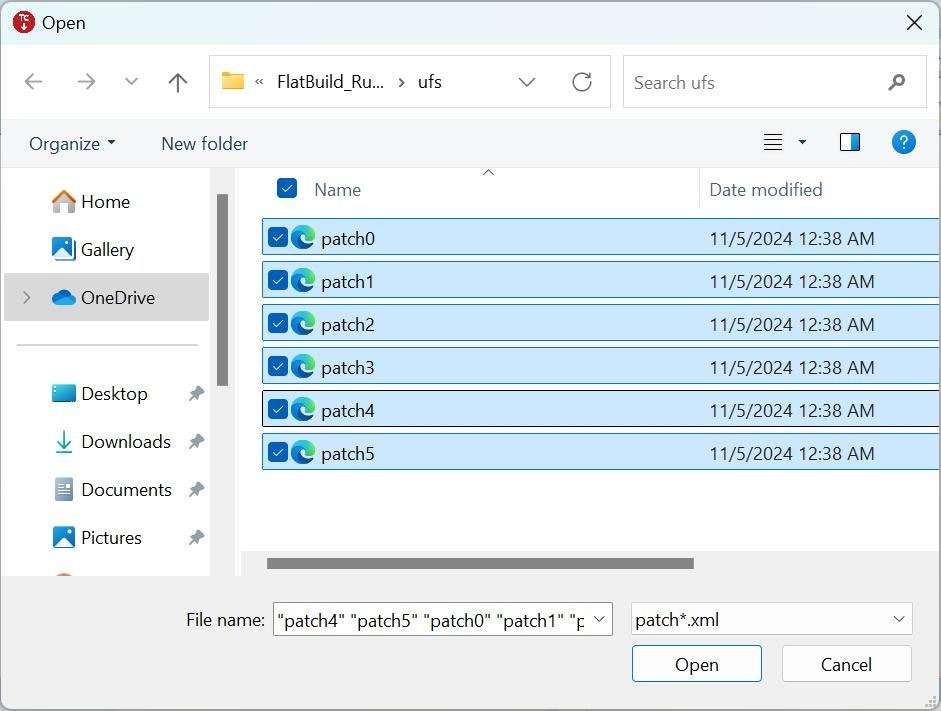 TC Open
« FlatBuild_Ru... › ufs
Search ufs
Organize New folder
?
Name Date modified
Home
Gallery
OneDrive
Desktop
Downloads
Documents
Pictures
patch0 11/5/2024 12:38 AM
patch1 11/5/2024 12:38 AM
patch2 11/5/2024 12:38 AM
patch3 11/5/2024 12:38 AM
patch4 11/5/2024 12:38 AM
patch5 11/5/2024 12:38 AM
File name: "patch4" "patch5" "patch0" "patch1" "p
patch*.xml
Open Cancel